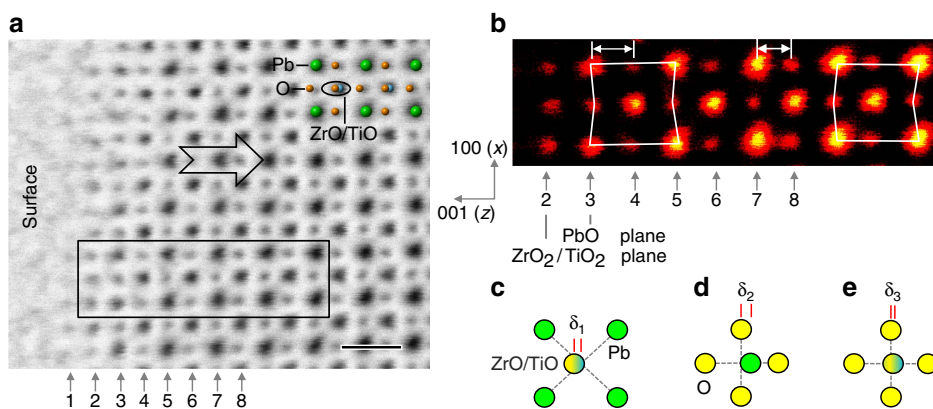 a
Pb
O
ZrO/TiO
Surface
1 2 3 4 5 6 7 8
b
100 (x)
001 (z)
2 3 4 5 6 7 8
PbO plane
ZrO2/TiO2 plane
c
δ1
Pb
ZrO/TiO
d
δ2
O
e
δ3